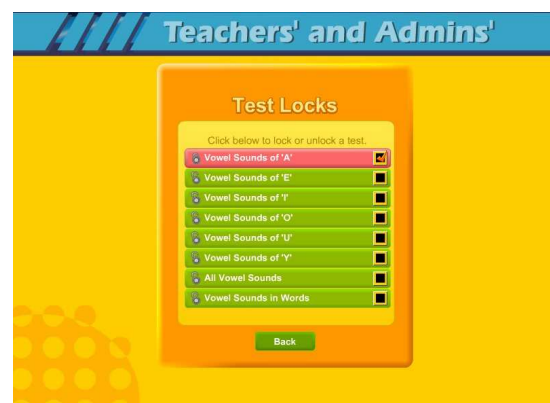 Teachers' and Admins'
Test Locks
Click below to lock or unlock a test.
Vowel Sounds of 'A'
Vowel Sounds of 'E'
Vowel Sounds of 'I'
Vowel Sounds of 'O'
Vowel Sounds of 'U'
Vowel Sounds of 'Y'
All Vowel Sounds
Vowel Sounds in Words
Back